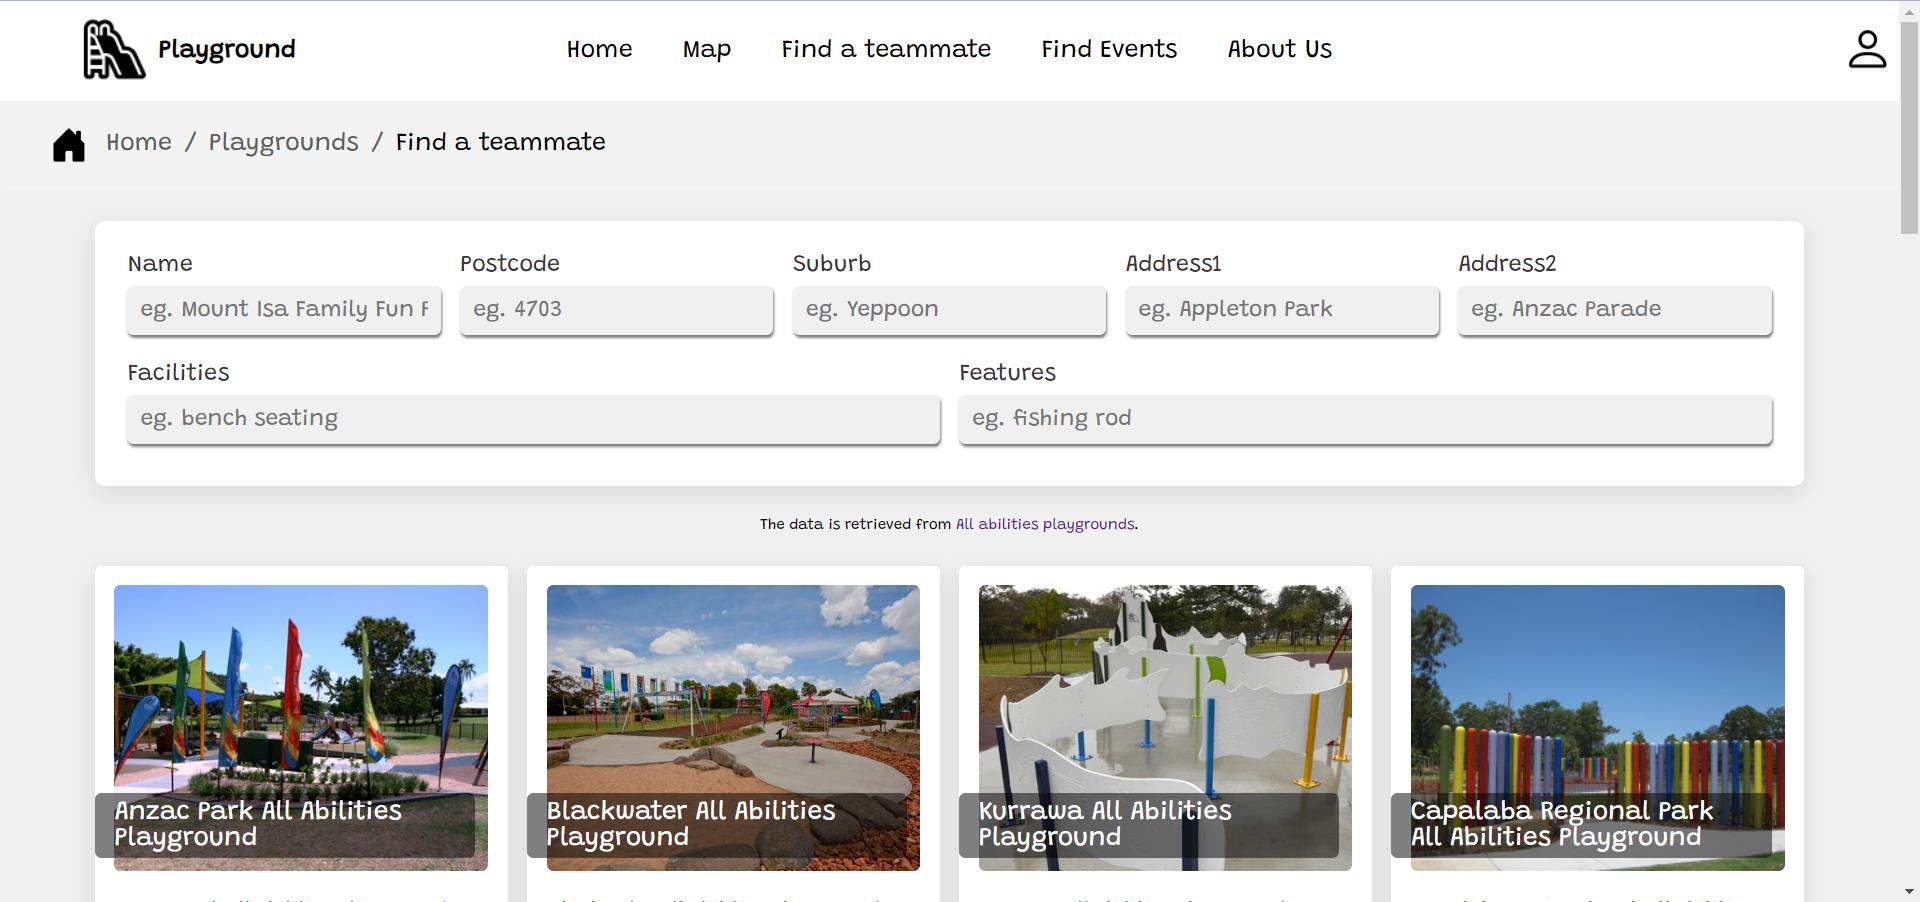 Playground
Home
Map
Find a teammate
Find Events
About Us
Home / Playgrounds / Find a teammate
Name
Postcode
Suburb
Address1
Address2
eg. Mount Isa Family Fun
eg. 4703
eg. Yeppoon
eg. Appleton Park
eg. Anzac Parade
Facilities
Features
eg. bench seating
eg. fishing rod
The data is retrieved from All abilities playgrounds.
Anzac Park All Abilities
Playground
Blackwater All Abilities
Playground
Kurrawa All Abilities
Playground
Capalaba Regional Park
All Abilities Playground